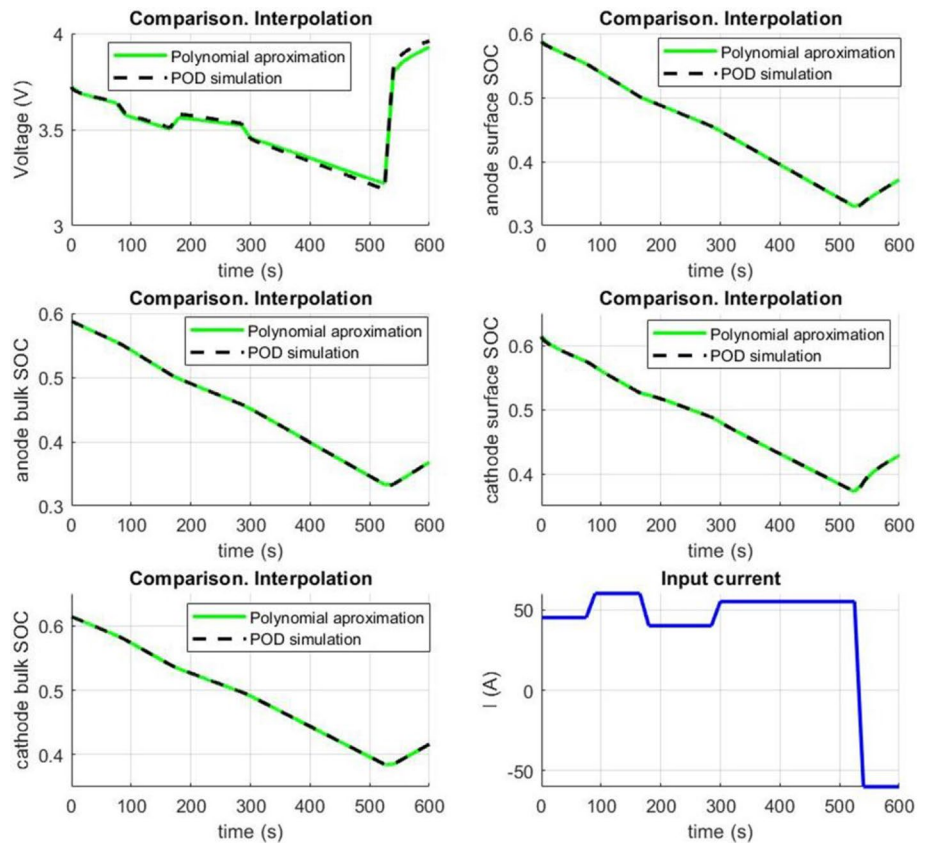 Comparison. Interpolation
Voltage (V)
4
3.5
3
Polynomial aproximation
POD simulation
0 100 200 300 400 500 600
time (s)
Comparison. Interpolation
anode surface SOC
0.6
0.5
0.4
0.3
Polynomial aproximation
POD simulation
0 100 200 300 400 500 600
time (s)
Comparison. Interpolation
anode bulk SOC
0.6
0.5
0.4
0.3
Polynomial aproximation
POD simulation
0 100 200 300 400 500 600
time (s)
Comparison. Interpolation
cathode surface SOC
0.6
0.5
0.4
Polynomial aproximation
POD simulation
0 100 200 300 400 500 600
time (s)
Comparison. Interpolation
cathode bulk SOC
0.6
0.5
0.4
Polynomial aproximation
POD simulation
0 100 200 300 400 500 600
time (s)
Input current
I (A)
50
0
-50
0 100 200 300 400 500 600
time (s)